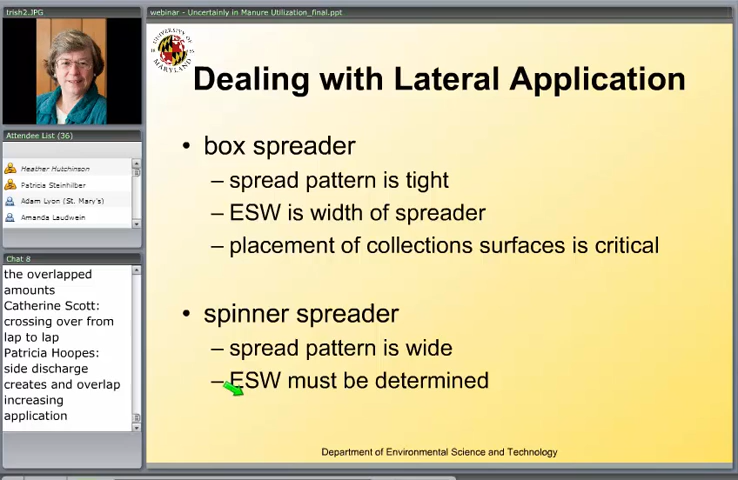 trish2.JPG
webinar - Uncertainly in Manure Utilization_final.ppt
UNIVERSITY OF
MARYLAND
Dealing with Lateral Application
Attendee List (36)
Heather Hutchinson
Patricia Steinhilber
Adam Lyon (St. Mary's)
Amanda Laudwein
Chat 8
the overlapped
amounts
Catherine Scott:
crossing over from
lap to lap
Patricia Hoopes:
side discharge
creates and overlap
increasing
application
• box spreader
– spread pattern is tight
– ESW is width of spreader
– placement of collections surfaces is critical
• spinner spreader
– spread pattern is wide
– ESW must be determined
Department of Environmental Science and Technology